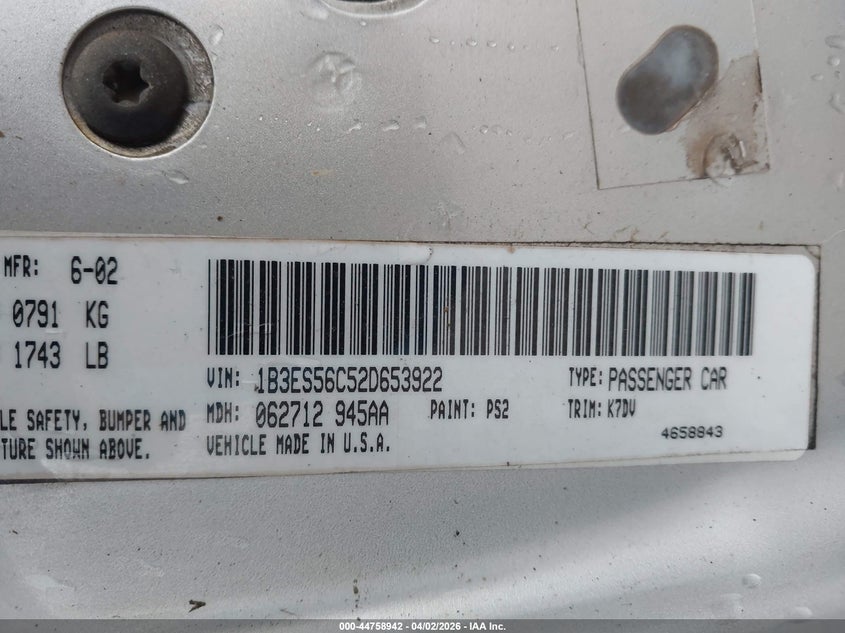 MFR: 6-02
0791 KG
1743 LB
VIN: 1B3ES56C52D653922 TYPE: PASSENGER CAR
LE SAFETY, BUMPER AND MDH: 062712 945AA PAINT: PS2 TRIM: K7DV
TURE SHOWN ABOVE. VEHICLE MADE IN U.S.A. 4658843
000-44758942 - 04/02/2026 - IAA Inc.